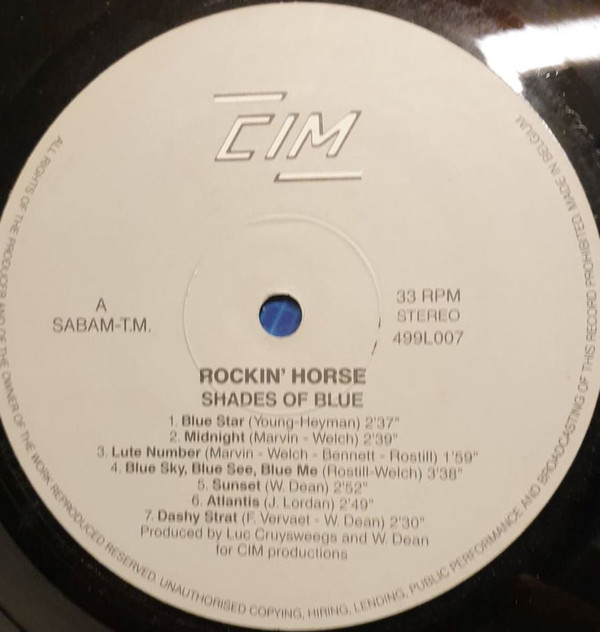 CIM
A
SABAM-T.M.
33 RPM
STEREO
499L007
ROCKIN' HORSE
SHADES OF BLUE
1. Blue Star (Young-Heyman) 2'37"
2. Midnight (Marvin - Welch) 2'39"
3. Lute Number (Marvin - Welch - Bennett - Rostill) 1'59"
4. Blue Sky, Blue See, Blue Me (Rostill-Welch) 3'38"
5. Sunset (W. Dean) 2'52"
6. Atlantis (J. Lordan) 2'49"
7. Dashy Strat (F. Vervaet - W. Dean) 2'30"
Produced by Luc Cruysweegs and W. Dean
for CIM productions
ALL RIGHTS OF THE PRODUCER AND OF THE OWNER OF THE WORK REPRODUCED RESERVED. UNAUTHORISED COPYING, HIRING, LENDING, PUBLIC PERFORMANCE AND BROADCASTING OF THIS RECORD PROHIBITED. MADE IN BELGIUM